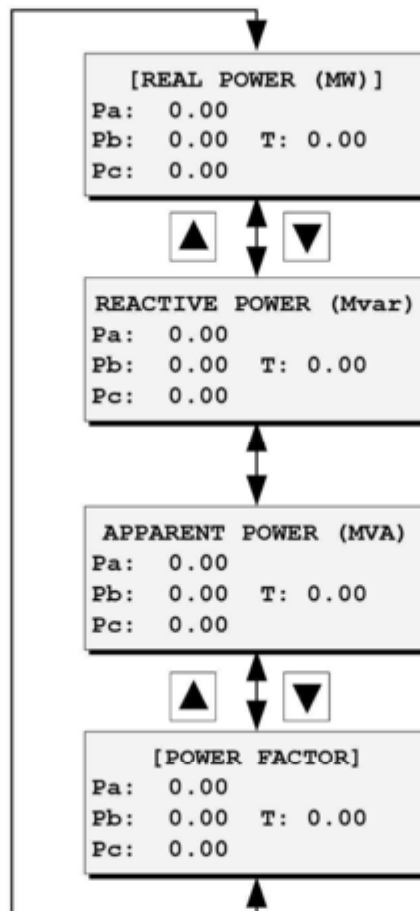 [REAL POWER (MW)]
Pa: 0.00
Pb: 0.00 T: 0.00
Pc: 0.00
REACTIVE POWER (Mvar)
Pa: 0.00
Pb: 0.00 T: 0.00
Pc: 0.00
APPARENT POWER (MVA)
Pa: 0.00
Pb: 0.00 T: 0.00
Pc: 0.00
[POWER FACTOR]
Pa: 0.00
Pb: 0.00 T: 0.00
Pc: 0.00